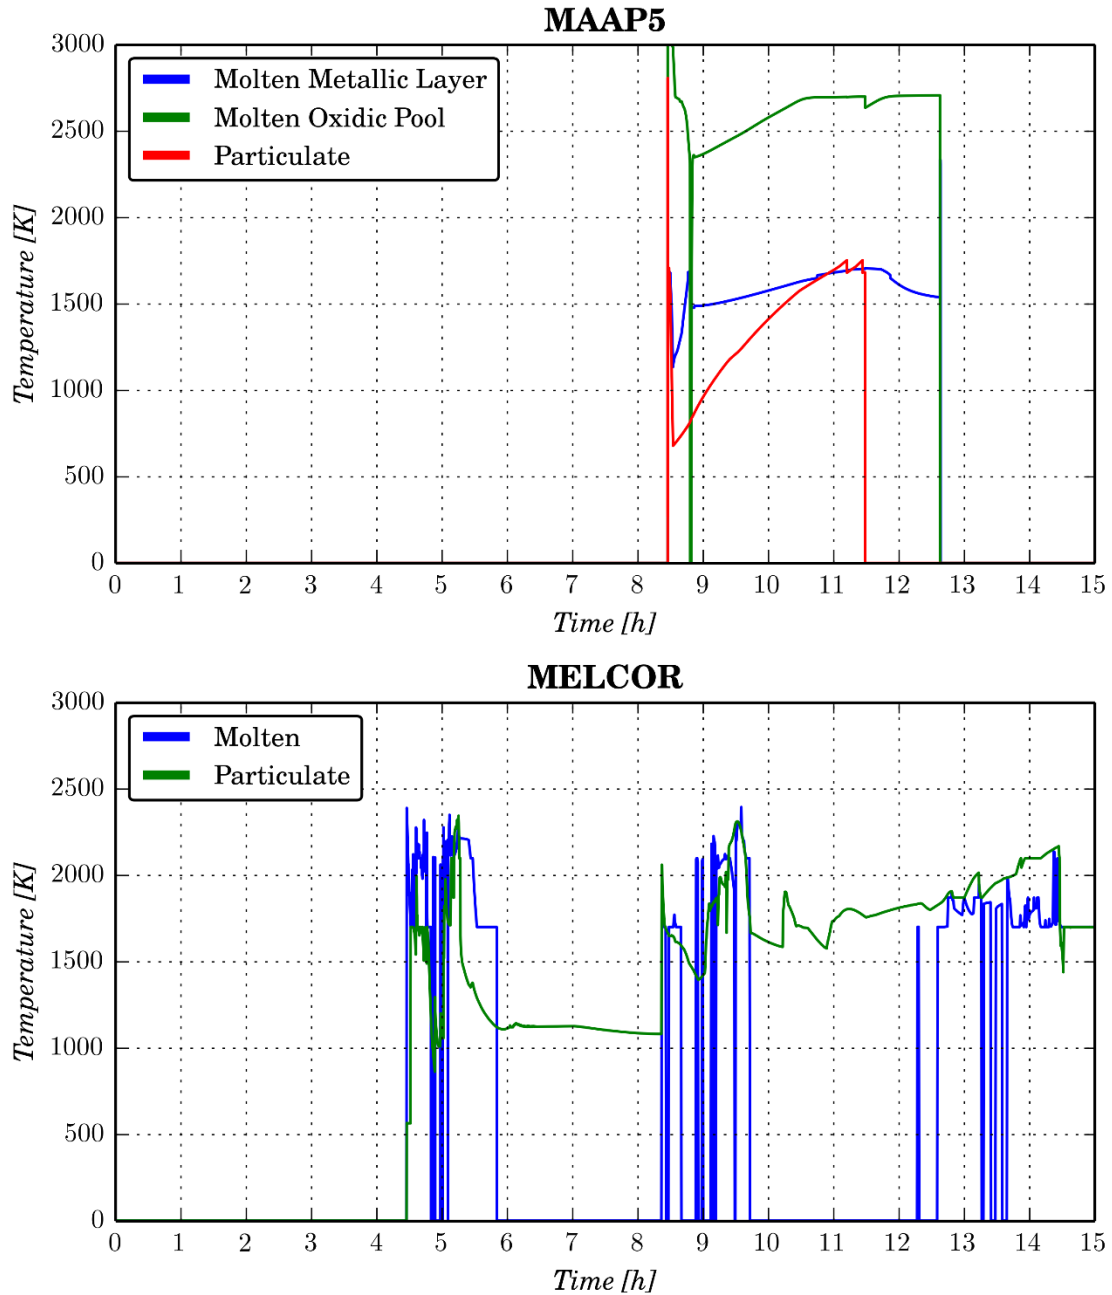 MAAP5
3000
2500
2000
1500
1000
500
0
Temperature [K]
Molten Metallic Layer
Molten Oxidic Pool
Particulate
0 1 2 3 4 5 6 7 8 9 10 11 12 13 14 15
Time [h]
MELCOR
3000
2500
2000
1500
1000
500
0
Temperature [K]
Molten
Particulate
0 1 2 3 4 5 6 7 8 9 10 11 12 13 14 15
Time [h]